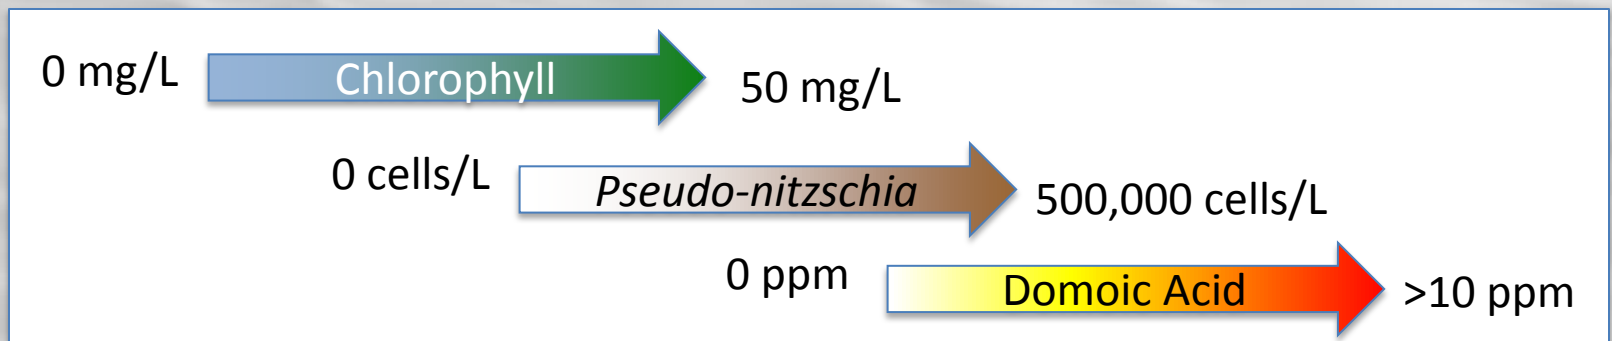 0 mg/L Chlorophyll 50 mg/L
0 cells/L Pseudo-nitzschia 500,000 cells/L
0 ppm Domoic Acid >10 ppm